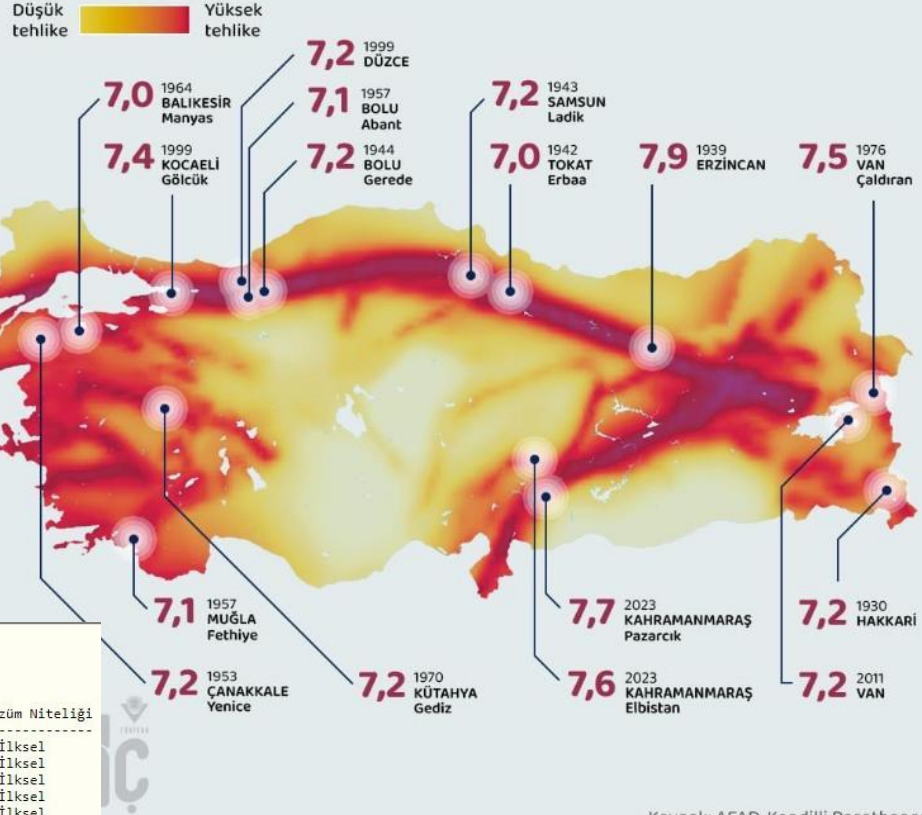 Düşük
tehlike
Yüksek
tehlike
7,2 1999
DÜZCE
7,0 1964
BALIKESİR
Manyas
7,1 1957
BOLU
Abant
7,2 1943
SAMSUN
Ladik
7,4 1999
KOCAELİ
Gölcük
7,2 1944
BOLU
Gerede
7,0 1942
TOKAT
Erbaa
7,9 1939
ERZİNCAN
7,5 1976
VAN
Çaldıran
7,1 1957
MUĞLA
Fethiye
7,7 2023
KAHRAMANMARAŞ
Pazarcık
7,2 1930
HAKKARİ
7,2 1953
ÇANAKKALE
Yenice
7,2 1970
KÜTAHYA
Gediz
7,6 2023
KAHRAMANMARAŞ
Elbistan
7,2 2011
VAN
züm Niteliği
-------------
İlksel
İlksel
İlksel
İlksel
İlksel